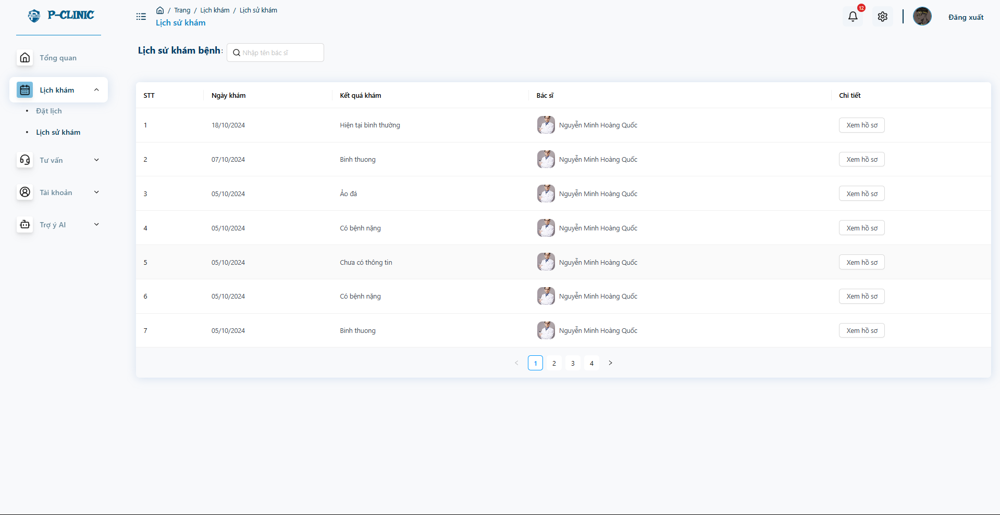 P-CLINIC
Tổng quan
Lịch khám
Đặt lịch
Lịch sử khám
Tư vấn
Tài khoản
Trợ ý AI
/ Trang / Lịch khám / Lịch sử khám
Lịch sử khám
12
Đăng xuất
Lịch sử khám bệnh: Nhập tên bác sĩ
STT Ngày khám Kết quả khám Bác sĩ Chi tiết
1 18/10/2024 Hiện tại bình thường Nguyễn Minh Hoàng Quốc Xem hồ sơ
2 07/10/2024 Binh thuong Nguyễn Minh Hoàng Quốc Xem hồ sơ
3 05/10/2024 Ảo đá Nguyễn Minh Hoàng Quốc Xem hồ sơ
4 05/10/2024 Có bệnh nặng Nguyễn Minh Hoàng Quốc Xem hồ sơ
5 05/10/2024 Chưa có thông tin Nguyễn Minh Hoàng Quốc Xem hồ sơ
6 05/10/2024 Có bệnh nặng Nguyễn Minh Hoàng Quốc Xem hồ sơ
7 05/10/2024 Binh thuong Nguyễn Minh Hoàng Quốc Xem hồ sơ
1 2 3 4